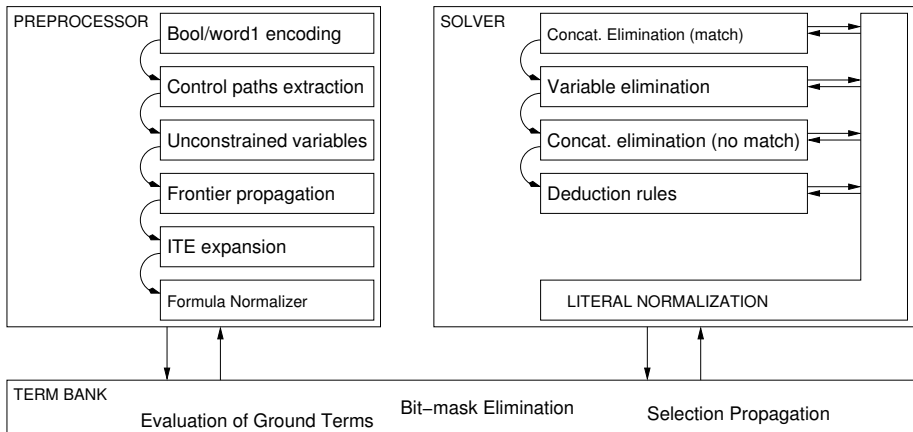 PREPROCESSOR
Bool/word1 encoding
Control paths extraction
Unconstrained variables
Frontier propagation
ITE expansion
Formula Normalizer
SOLVER
Concat. Elimination (match)
Variable elimination
Concat. elimination (no match)
Deduction rules
LITERAL NORMALIZATION
TERM BANK
Evaluation of Ground Terms
Bit−mask Elimination
Selection Propagation